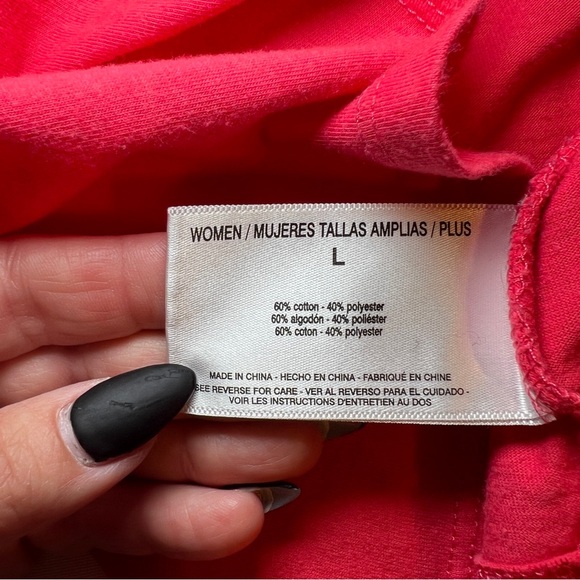 WOMEN / MUJERES TALLAS AMPLIAS / PLUS
L
60% cotton - 40% polyester
60% algodón - 40% poliéster
60% coton - 40% polyester
MADE IN CHINA - HECHO EN CHINA - FABRIQUÉ EN CHINE
SEE REVERSE FOR CARE - VER AL REVERSO PARA EL CUIDADO -
VOIR LES INSTRUCTIONS D'ENTRETIEN AU DOS